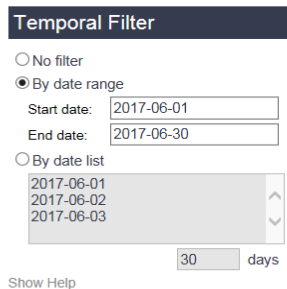 Temporal Filter
No filter
By date range
Start date: 2017-06-01
End date: 2017-06-30
By date list
2017-06-01
2017-06-02
2017-06-03
30 days
Show Help